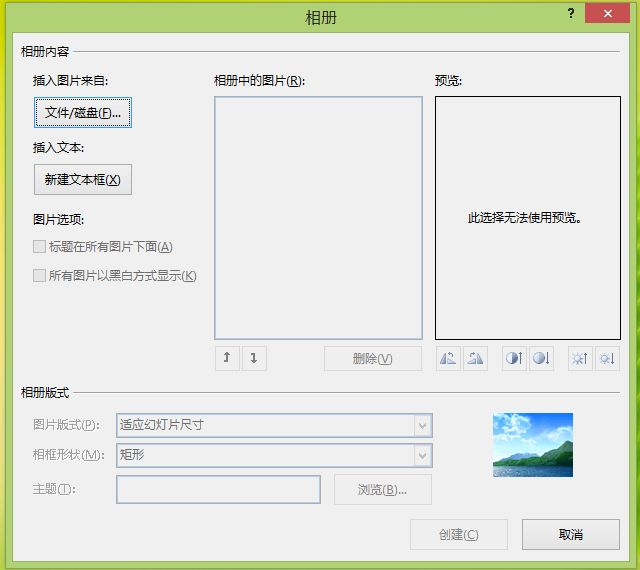 相册
?
相册内容
插入图片来自:
文件/磁盘(F)...
插入文本:
新建文本框(X)
图片选项:
标题在所有图片下面(A)
所有图片以黑白方式显示(K)
相册中的图片(R):
删除(V)
预览:
此选择无法使用预览。
相册版式
图片版式(P):
适应幻灯片尺寸
相框形状(M):
矩形
主题(T):
浏览(B)...
创建(C)
取消